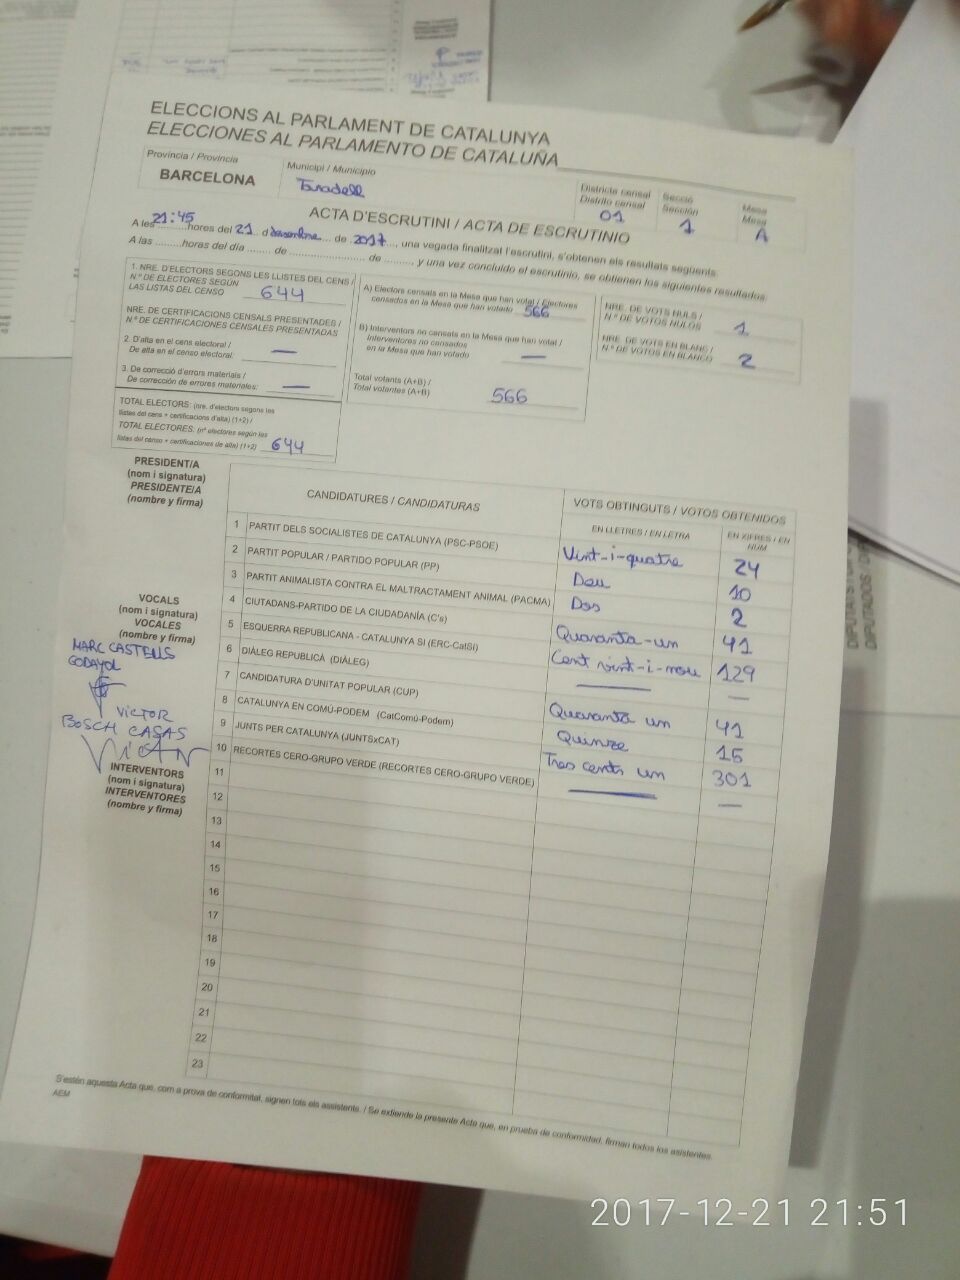 ELECCIONS AL PARLAMENT DE CATALUNYA
ELECCIONES AL PARLAMENTO DE CATALUÑA
Província / Provincia
BARCELONA
Municipi / Municipio
Taradell
Districte censal
Distrito censal
01
Secció
Sección
1
Mesa
Mesa
A
ACTA D'ESCRUTINI / ACTA DE ESCRUTINIO
A les 21:45 hores del 21 d desembre de 2017, una vegada finalitzat l'escrutini, s'obtenen els resultats següents.
A las .........horas del día ....... de ........................ de ........, y una vez concluido el escrutinio, se obtienen los siguientes resultados.
1. NRE. D'ELECTORS SEGONS LES LLISTES DEL CENS /
N.º DE ELECTORES SEGÚN
LAS LISTAS DEL CENSO 644
NRE. DE CERTIFICACIONS CENSALS PRESENTADES /
N.º DE CERTIFICACIONES CENSALES PRESENTADAS
2. D'alta en el cens electoral /
De alta en el censo electoral: —
3. De correcció d'errors materials /
De corrección de errores materiales: —
TOTAL ELECTORS: (nre. d'electors segons les
llistes del cens + certificacions d'alta) (1+2) /
TOTAL ELECTORES: (nº electores según las
listas del censo + certificaciones de alta) (1+2) 644
A) Electors censats en la Mesa que han votat / Electores
censados en la Mesa que han votado 566
B) Interventors no censats en la Mesa que han votat /
Interventores no censados
en la Mesa que han votado —
Total votants (A+B) /
Total votantes (A+B) 566
NRE. DE VOTS NULS /
N.º DE VOTOS NULOS 1
NRE. DE VOTS EN BLANC /
N.º DE VOTOS EN BLANCO 2
PRESIDENT/A
(nom i signatura)
PRESIDENTE/A
(nombre y firma)
VOCALS
(nom i signatura)
VOCALES
(nombre y firma)
MARC CASTELLS
GODAYOL
VICTOR
BOSCH CASAS
INTERVENTORS
(nom i signatura)
INTERVENTORES
(nombre y firma)
CANDIDATURES / CANDIDATURAS
VOTS OBTINGUTS / VOTOS OBTENIDOS
EN LLETRES / EN LETRA
EN XIFRES / EN NÚM
1 PARTIT DELS SOCIALISTES DE CATALUNYA (PSC-PSOE) Vint-i-quatre 24
2 PARTIT POPULAR / PARTIDO POPULAR (PP) Deu 10
3 PARTIT ANIMALISTA CONTRA EL MALTRACTAMENT ANIMAL (PACMA) Dos 2
4 CIUTADANS-PARTIDO DE LA CIUDADANÍA (C's) Quaranta-un 41
5 ESQUERRA REPUBLICANA - CATALUNYA SÍ (ERC-CatSí) Cent vint-i-nou 129
6 DIÀLEG REPUBLICÀ (DIÀLEG) —
7 CANDIDATURA D'UNITAT POPULAR (CUP) Quaranta un 41
8 CATALUNYA EN COMÚ-PODEM (CatComú-Podem) Quinze 15
9 JUNTS PER CATALUNYA (JUNTSxCAT) Tres cents un 301
10 RECORTES CERO-GRUPO VERDE (RECORTES CERO-GRUPO VERDE) —
11
12
13
14
15
16
17
18
19
20
21
22
23
S'estén aquesta Acta que, com a prova de conformitat, signen tots els assistents. / Se extiende la presente Acta que, en prueba de conformidad, firman todos los asistentes.
AEM
2017-12-21 21:51